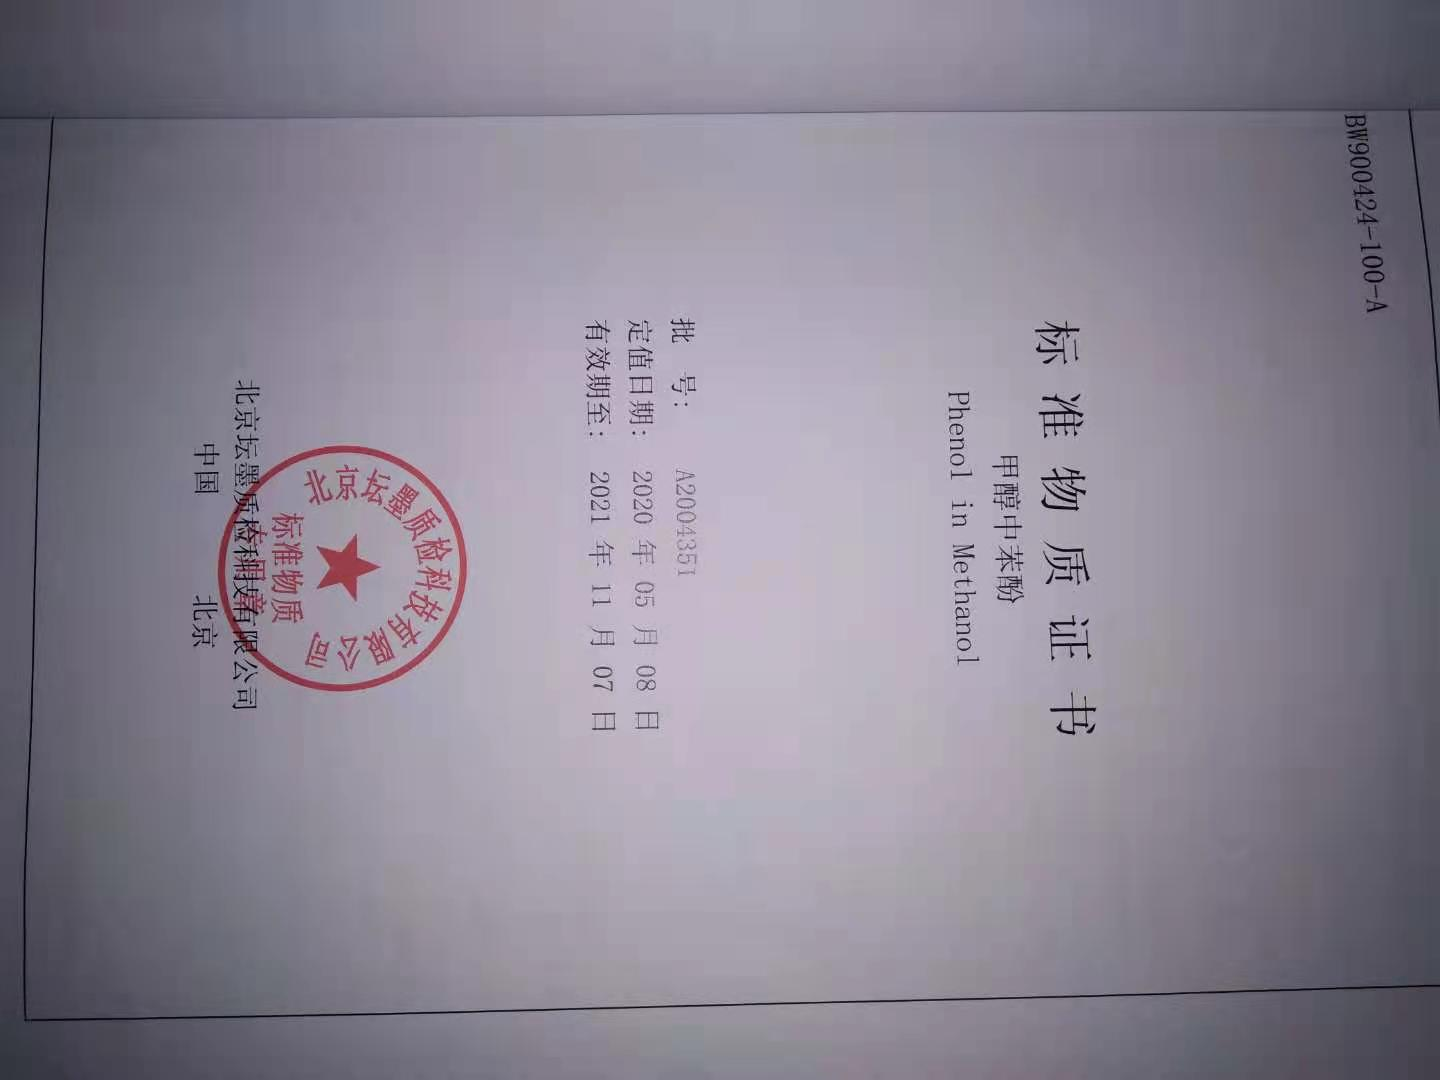 BW900424-100-A
标准物质证书
甲醇中苯酚
Phenol in Methanol
批 号： A2004351
定值日期： 2020 年 05 月 08 日
有效期至： 2021 年 11 月 07 日
北京坛墨质检科技有限公司
标准物质
专用章
北京坛墨质检科技有限公司
中国 北京